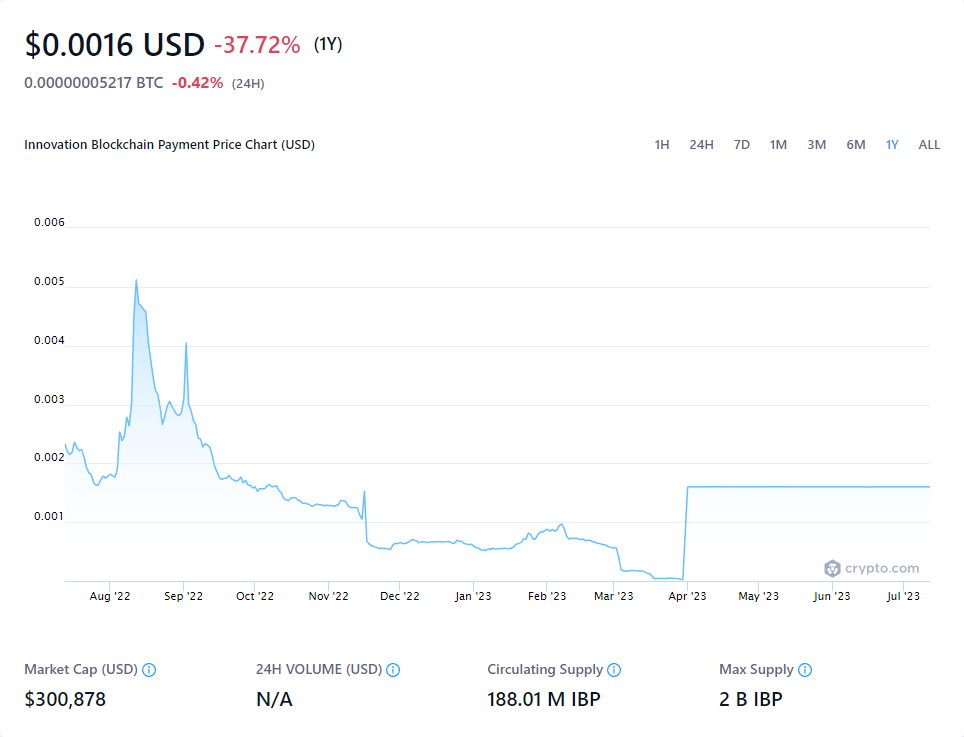 $0.0016 USD -37.72% (1Y)
0.00000005217 BTC -0.42% (24H)
Innovation Blockchain Payment Price Chart (USD) 1H 24H 7D 1M 3M 6M 1Y ALL
0.006
0.005
0.004
0.003
0.002
0.001
crypto.com
Aug '22 Sep '22 Oct '22 Nov '22 Dec '22 Jan '23 Feb '23 Mar '23 Apr '23 May '23 Jun '23 Jul '23
Market Cap (USD) 24H VOLUME (USD) Circulating Supply Max Supply
$300,878 N/A 188.01 M IBP 2 B IBP